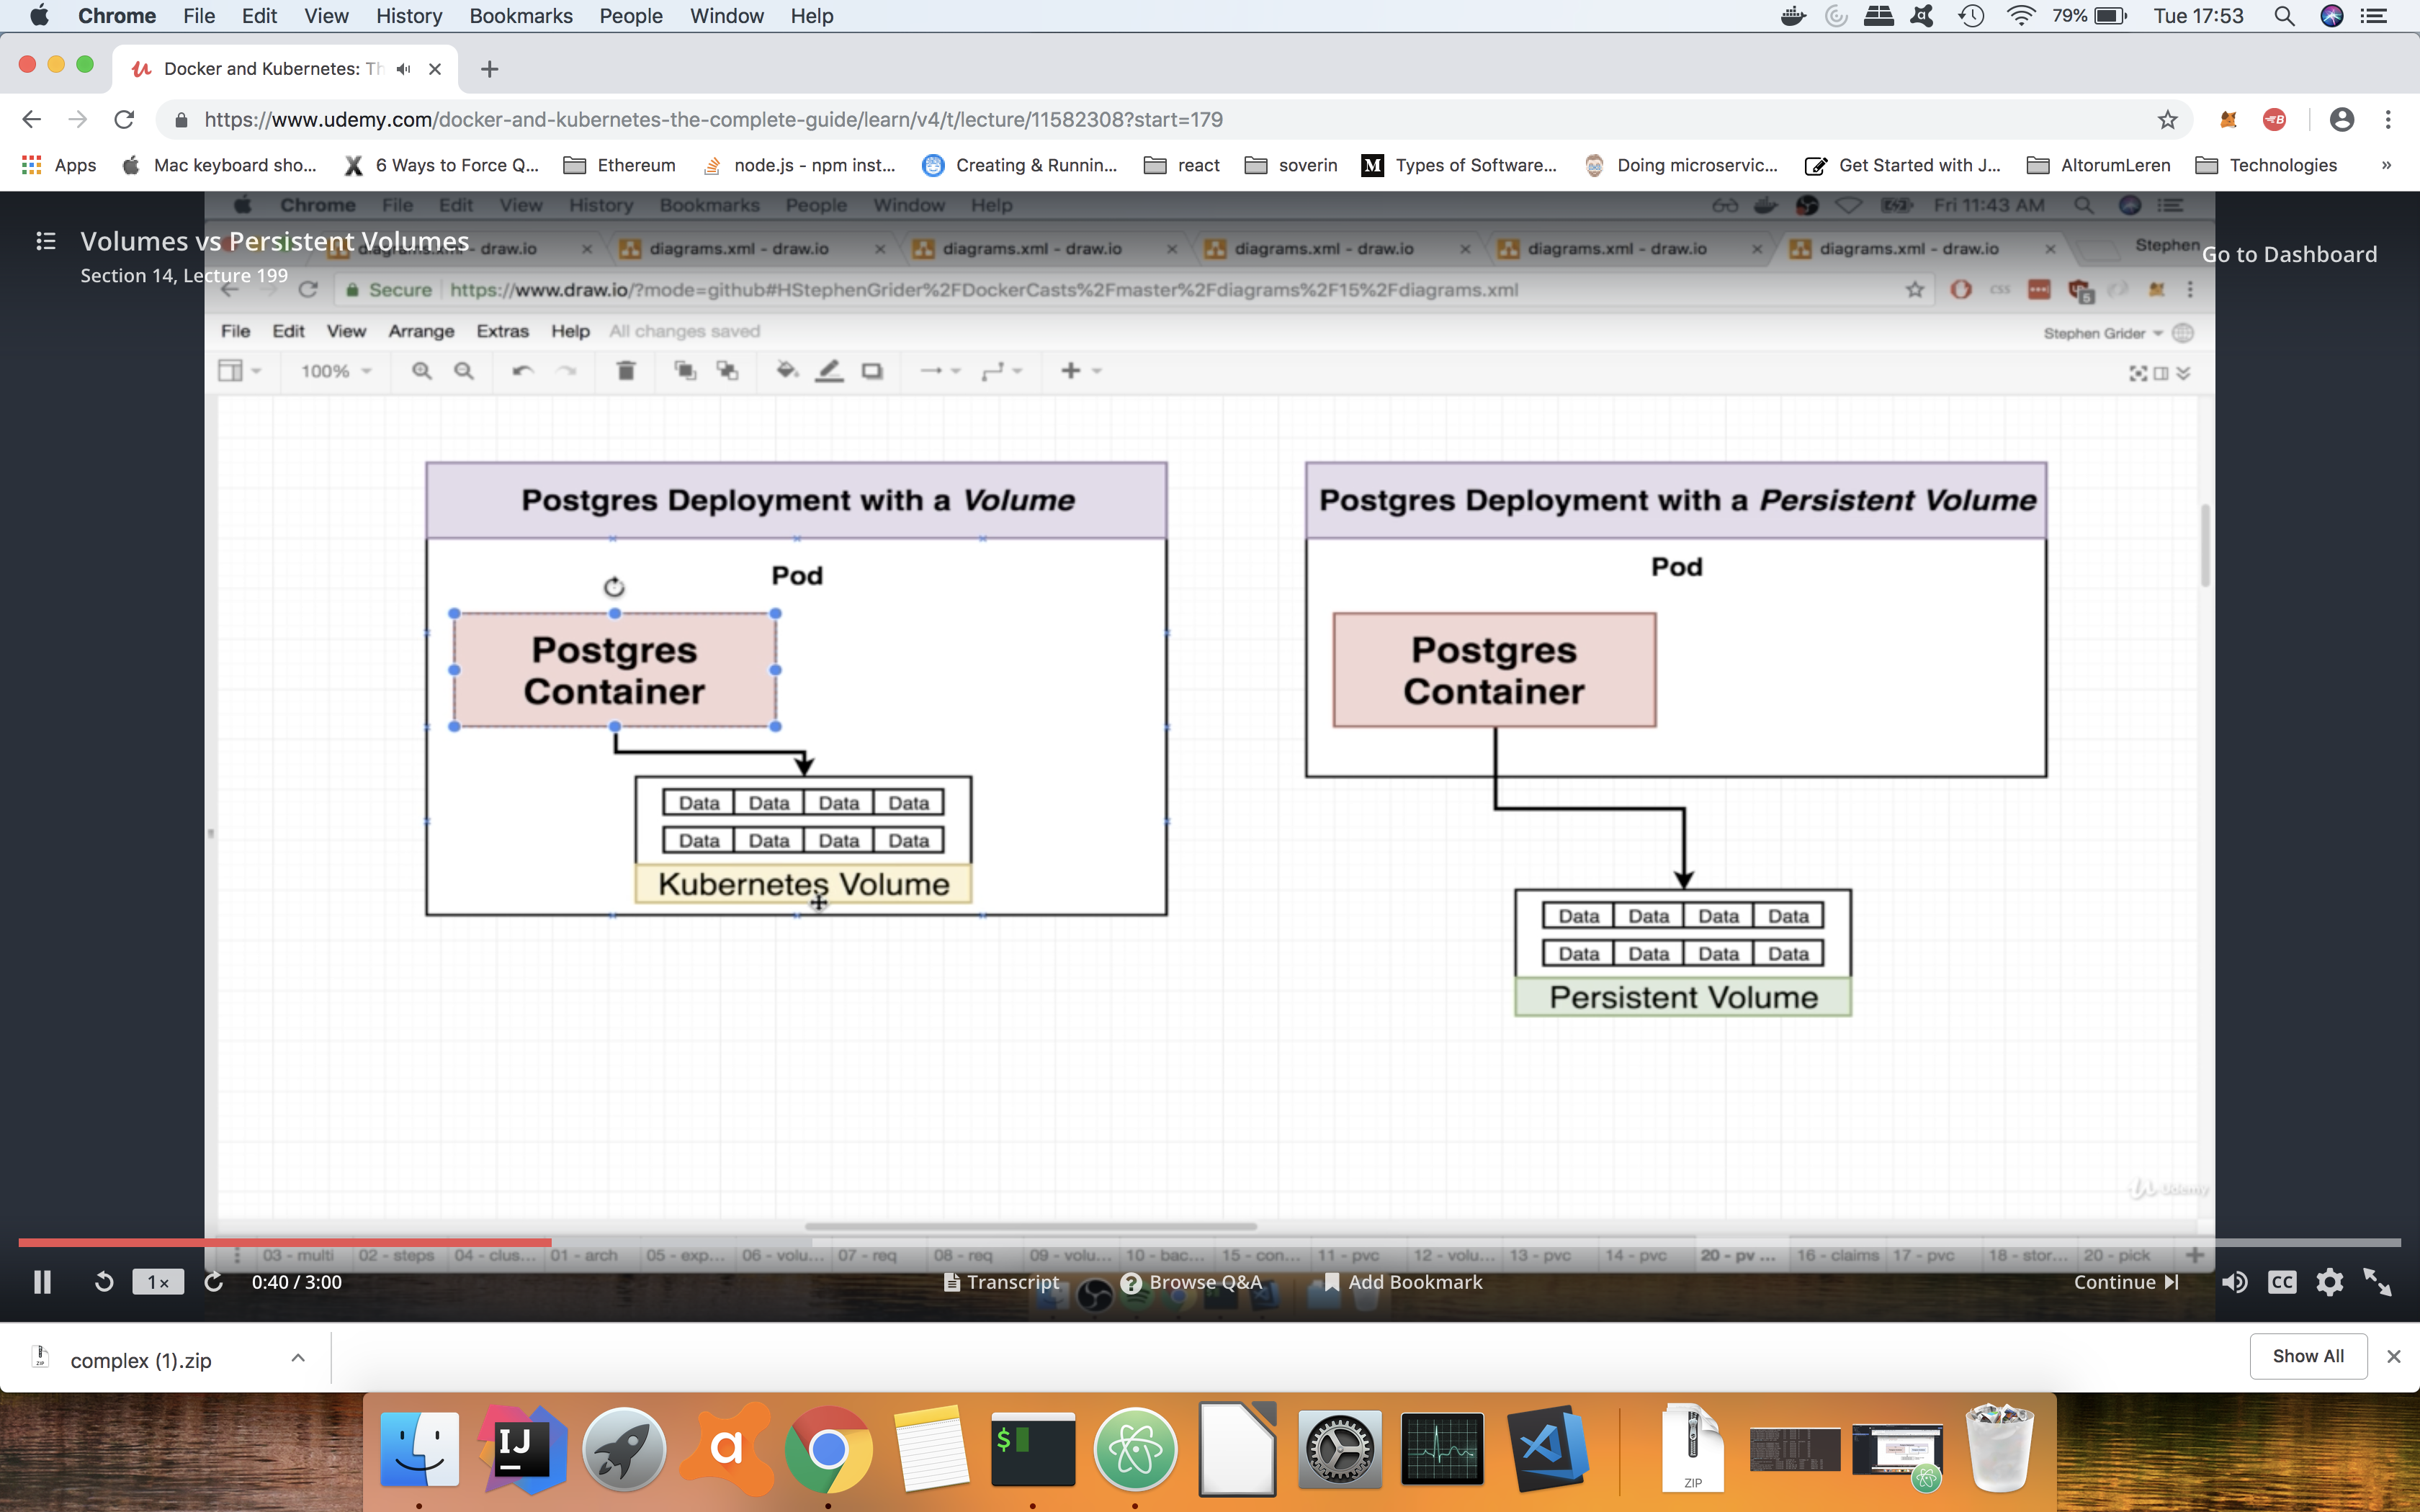 Chrome File Edit View History Bookmarks People Window Help 79% Tue 17:53
Docker and Kubernetes: Th
https://www.udemy.com/docker-and-kubernetes-the-complete-guide/learn/v4/t/lecture/11582308?start=179
Apps Mac keyboard sho... 6 Ways to Force Q... Ethereum node.js - npm inst... Creating & Runnin... react soverin Types of Software... Doing microservic... Get Started with J... AltorumLeren Technologies »
Chrome File Edit View History Bookmarks People Window Help Fri 11:43 AM
Volumes vs Persistent Volumes
diagrams.xml - draw.io diagrams.xml - draw.io diagrams.xml - draw.io diagrams.xml - draw.io diagrams.xml - draw.io diagrams.xml - draw.io Stephen
Go to Dashboard
Section 14, Lecture 199
Secure https://www.draw.io/?mode=github#HStephenGrider%2FDockerCasts%2Fmaster%2Fdiagrams%2F15%2Fdiagrams.xml
File Edit View Arrange Extras Help All changes saved Stephen Grider
100%
Postgres Deployment with a Volume
Pod
Postgres
Container
Data Data Data Data
Data Data Data Data
Kubernetes Volume
Postgres Deployment with a Persistent Volume
Pod
Postgres
Container
Data Data Data Data
Data Data Data Data
Persistent Volume
Udemy
03 - multi 02 - steps 04 - clus... 01 - arch 05 - exp... 06 - volu... 07 - req 08 - req 09 - volu... 10 - bac... 15 - con... 11 - pvc 12 - volu... 13 - pvc 14 - pvc 20 - pv ... 16 - claims 17 - pvc 18 - stor... 20 - pick
1x 0:40 / 3:00 Transcript Browse Q&A Add Bookmark Continue CC
complex (1).zip Show All
IJ
$
ZIP